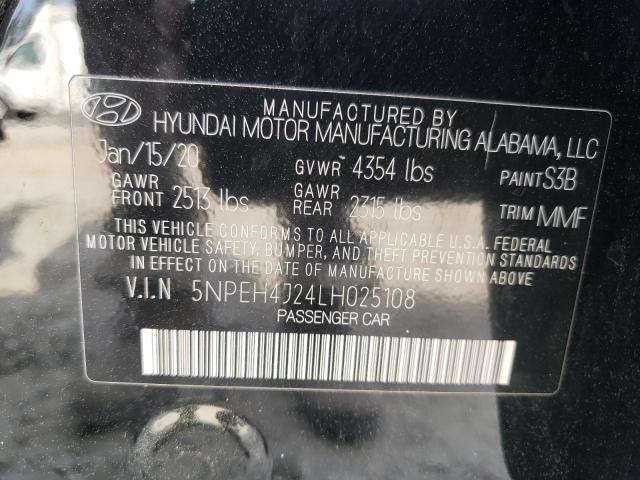 MANUFACTURED BY
HYUNDAI MOTOR MANUFACTURING ALABAMA, LLC
Jan/15/20 GVWR 4354 lbs PAINT S3B
GAWR FRONT 2513 lbs GAWR REAR 2315 lbs TRIM MMF
THIS VEHICLE CONFORMS TO ALL APPLICABLE U.S.A. FEDERAL
MOTOR VEHICLE SAFETY, BUMPER, AND THEFT PREVENTION STANDARDS
IN EFFECT ON THE DATE OF MANUFACTURE SHOWN ABOVE
V.I.N 5NPEH4J24LH025108
PASSENGER CAR